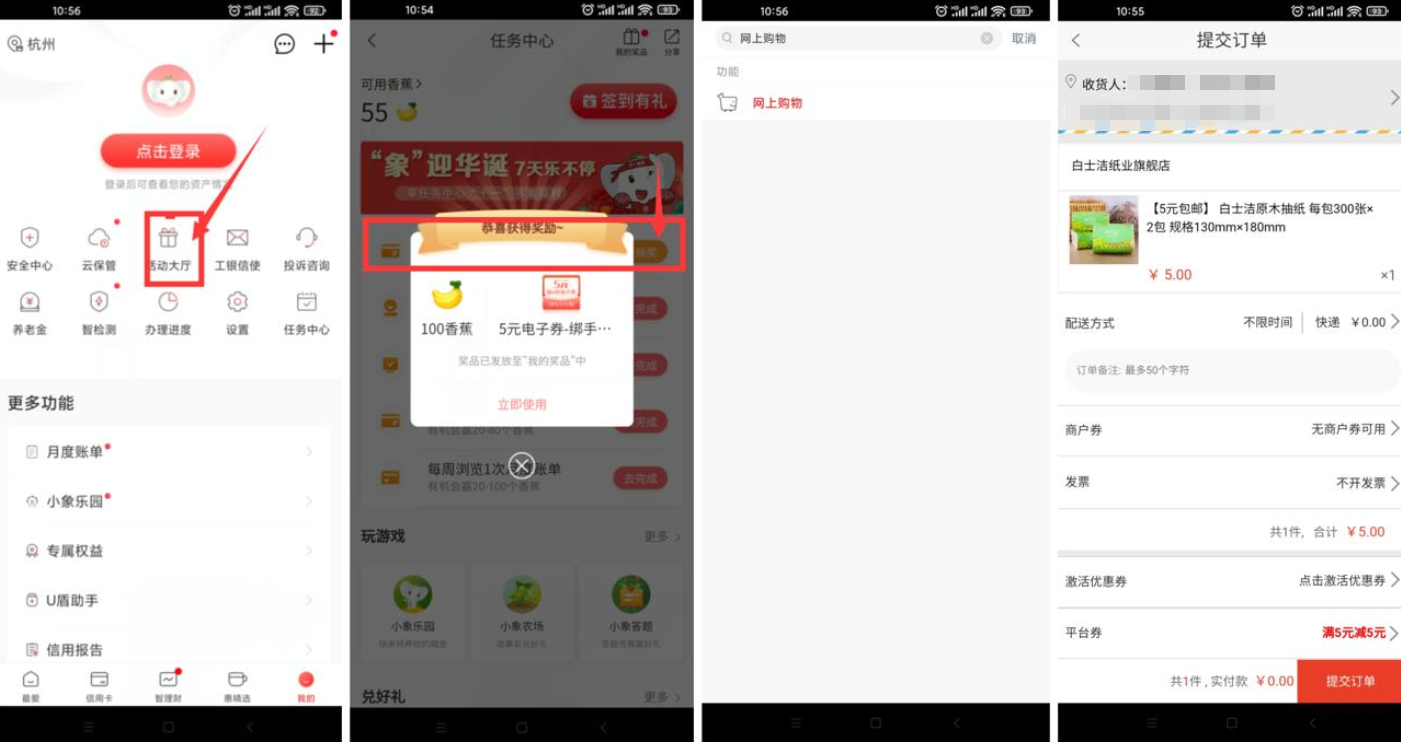 10:56
92
杭州
点击登录
登录后可查看您的资产情况
安全中心
云保管
活动大厅
工银信使
投诉咨询
养老金
智检测
办理进度
设置
任务中心
更多功能
月度账单
小象乐园
专属权益
U盾助手
信用报告
最爱
信用卡
智理财
惠精选
我的
10:54
93
任务中心
我的奖品
分享
可用香蕉
55
签到有礼
“象”迎华诞 7天乐不停
恭喜获得奖励~
抽奖
100香蕉
5元电子券-绑手…
完成
奖品已发放至"我的奖品"中
完成
立即使用
完成
有机会赢20-80个香蕉
每周浏览1次月度账单
有机会赢20-100个香蕉
去完成
玩游戏
更多
小象乐园
小象农场
小象答题
兑好礼
更多
10:56
93
网上购物
取消
功能
网上购物
10:55
93
提交订单
收货人:
白士洁纸业旗舰店
【5元包邮】 白士洁原木抽纸 每包300张×
2包 规格130mm×180mm
￥ 5.00
×1
配送方式
不限时间
快递 ￥0.00
订单备注: 最多50个字符
商户券
无商户券可用
发票
不开发票
共1件, 合计 ￥5.00
激活优惠券
点击激活优惠券
平台券
满5元减5元
共1件 , 实付款 ￥0.00
提交订单